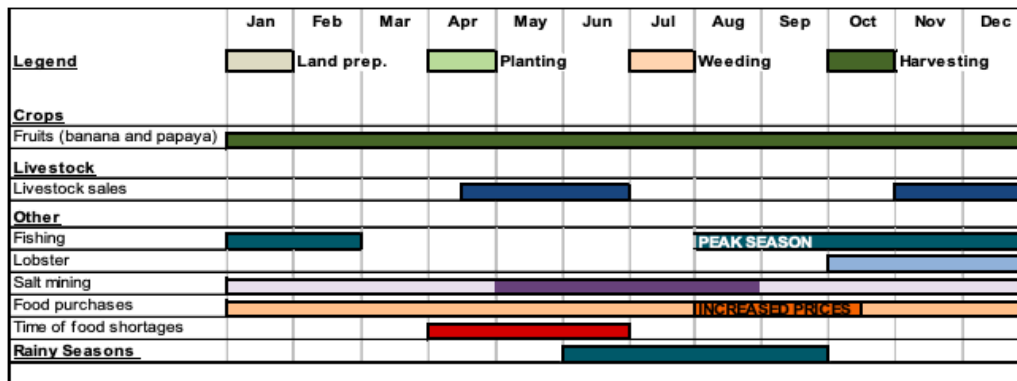 Jan Feb Mar Apr May Jun Jul Aug Sep Oct Nov Dec
Legend Land prep. Planting Weeding Harvesting
Crops
Fruits (banana and papaya)
Livestock
Livestock sales
Other
Fishing PEAK SEASON
Lobster
Salt mining
Food purchases INCREASED PRICES
Time of food shortages
Rainy Seasons